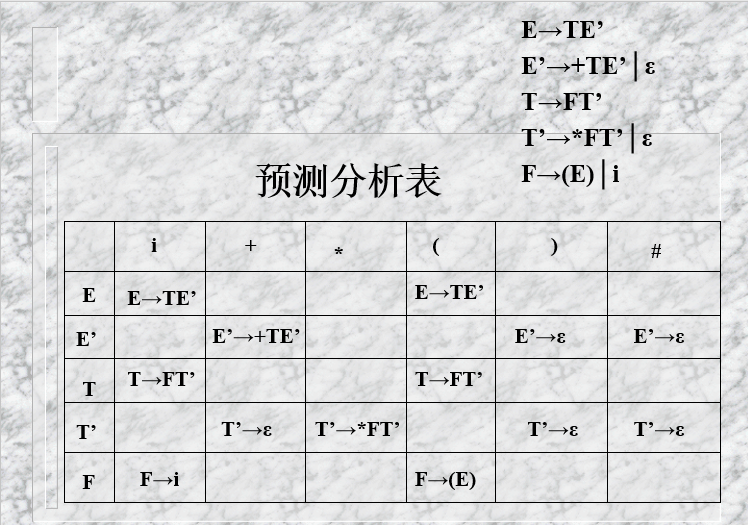 E→TE’
E’→+TE’│ε
T→FT’
T’→*FT’│ε
F→(E)│i
预测分析表
i + * ( ) #
E E→TE’ E→TE’
E’ E’→+TE’ E’→ε E’→ε
T T→FT’ T→FT’
T’ T’→ε T’→*FT’ T’→ε T’→ε
F F→i F→(E)